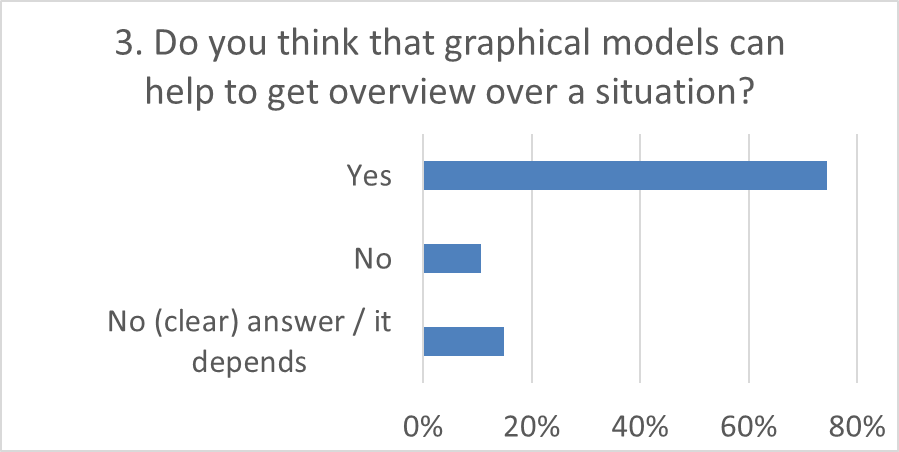 3. Do you think that graphical models can
help to get overview over a situation?
Yes
No
No (clear) answer / it
depends
0%
20%
40%
60%
80%